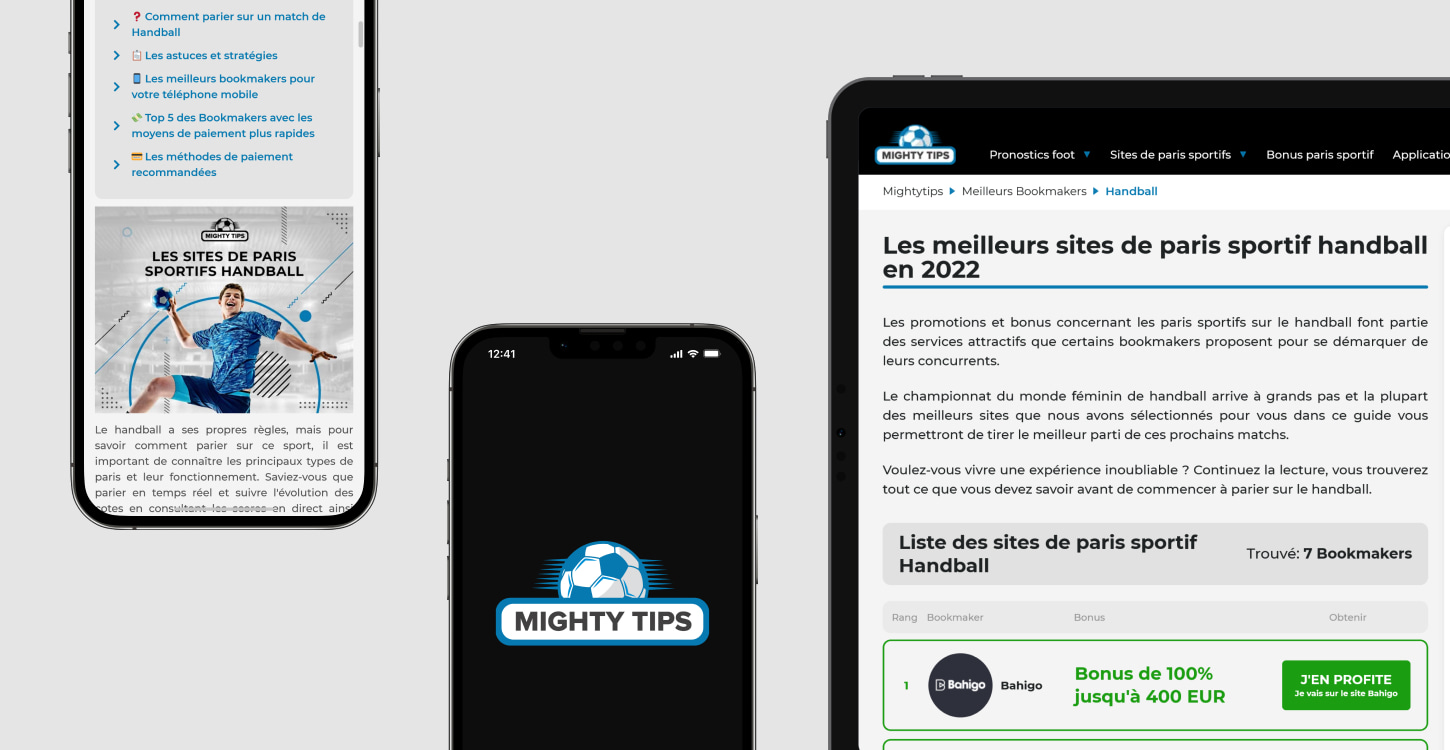 ❓ Comment parier sur un match de
Handball
📋 Les astuces et stratégies
📱 Les meilleurs bookmakers pour
votre téléphone mobile
💸 Top 5 des Bookmakers avec les
moyens de paiement plus rapides
💳 Les méthodes de paiement
recommandées
MIGHTY TIPS
LES SITES DE PARIS
SPORTIFS HANDBALL
Le handball a ses propres règles, mais pour
savoir comment parier sur ce sport, il est
important de connaître les principaux types de
paris et leur fonctionnement. Saviez-vous que
parier en temps réel et suivre l'évolution des
cotes en consultant les scores en direct ains
12:41
MIGHTY TIPS
MIGHTY TIPS
Pronostics foot ▼ Sites de paris sportifs ▼ Bonus paris sportif Applicatio
Mightytips ▶ Meilleurs Bookmakers ▶ Handball
Les meilleurs sites de paris sportif handball
en 2022
Les promotions et bonus concernant les paris sportifs sur le handball font partie
des services attractifs que certains bookmakers proposent pour se démarquer de
leurs concurrents.
Le championnat du monde féminin de handball arrive à grands pas et la plupart
des meilleurs sites que nous avons sélectionnés pour vous dans ce guide vous
permettront de tirer le meilleur parti de ces prochains matchs.
Voulez-vous vivre une expérience inoubliable ? Continuez la lecture, vous trouverez
tout ce que vous devez savoir avant de commencer à parier sur le handball.
Liste des sites de paris sportif
Handball
Trouvé: 7 Bookmakers
Rang Bookmaker Bonus Obtenir
1 Bahigo Bahigo
Bonus de 100%
jusqu'à 400 EUR
J'EN PROFITE
Je vais sur le site Bahigo